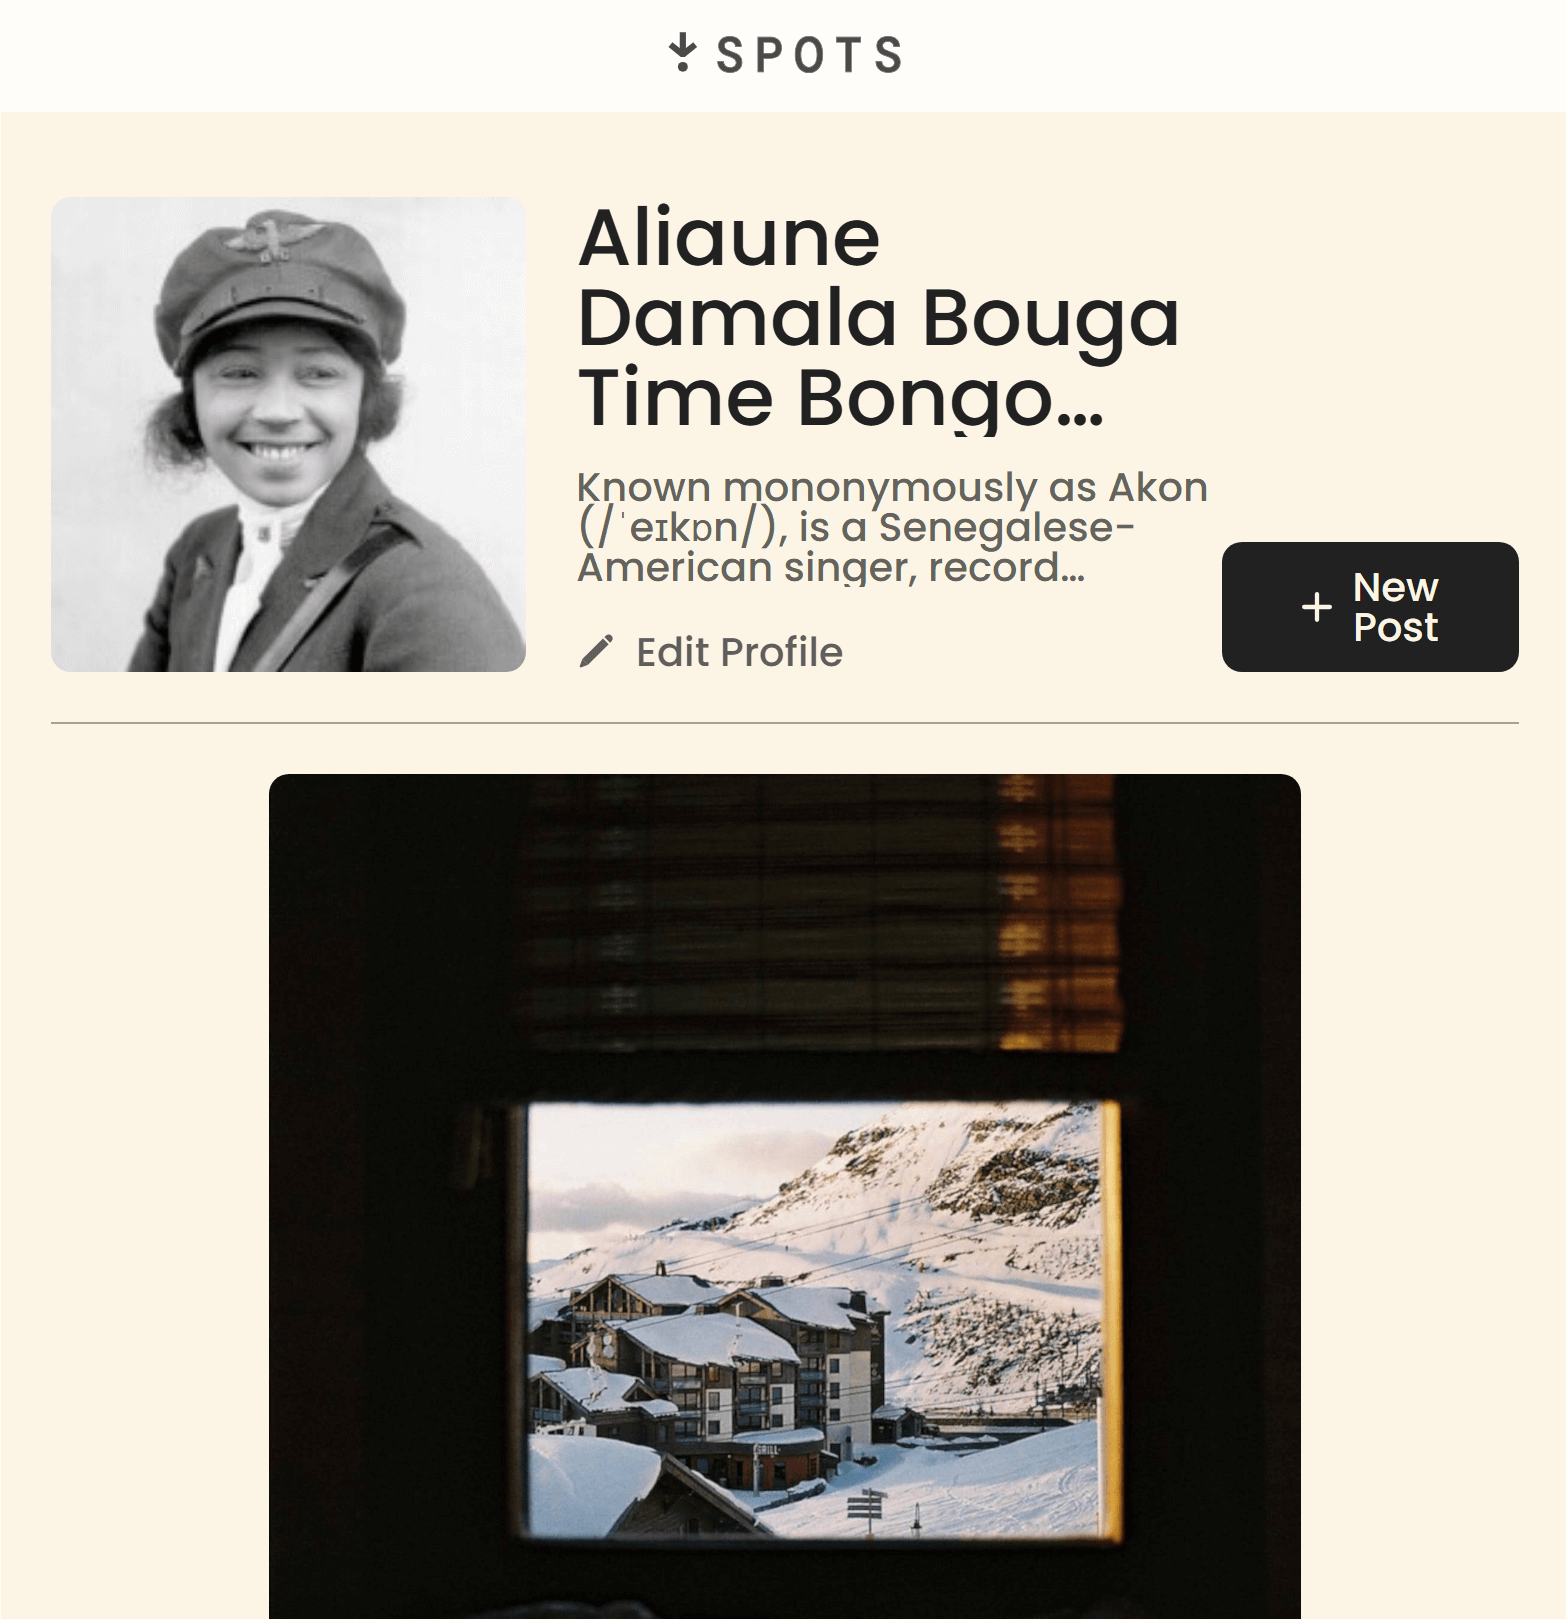 SPOTS
Aliaune
Damala Bouga
Time Bongo…
Known mononymously as Akon
(/ˈeɪkɒn/), is a Senegalese-
American singer, record…
Edit Profile
New
Post
GRILL